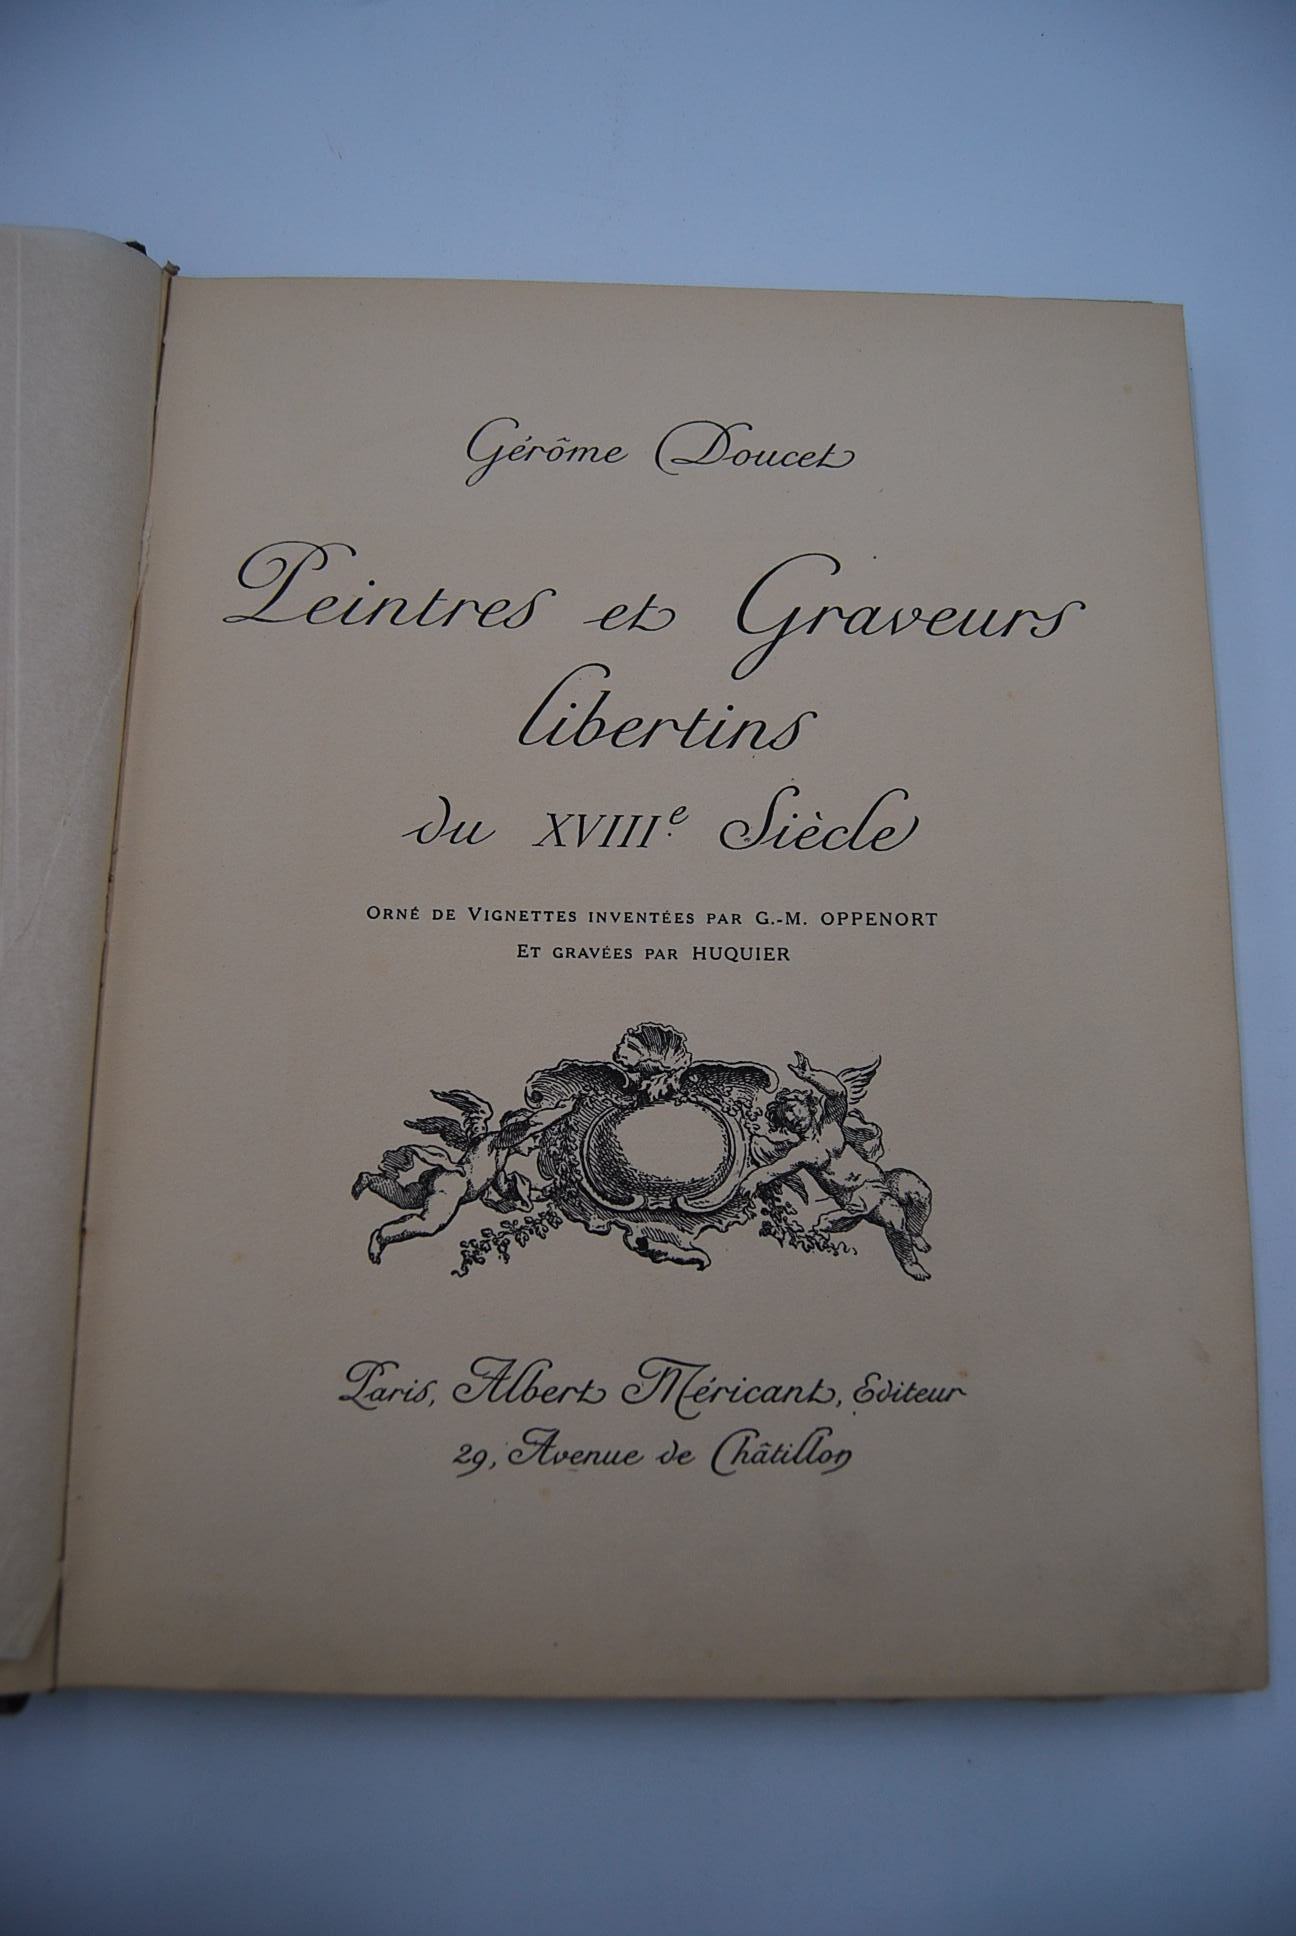 Gérôme Doucet
Peintres et Graveurs
libertins
du XVIIIe Siècle
Orné de Vignettes inventées par G.-M. OPPENORT
Et gravées par HUQUIER
Paris, Albert Méricant, Editeur
29, Avenue de Châtillon